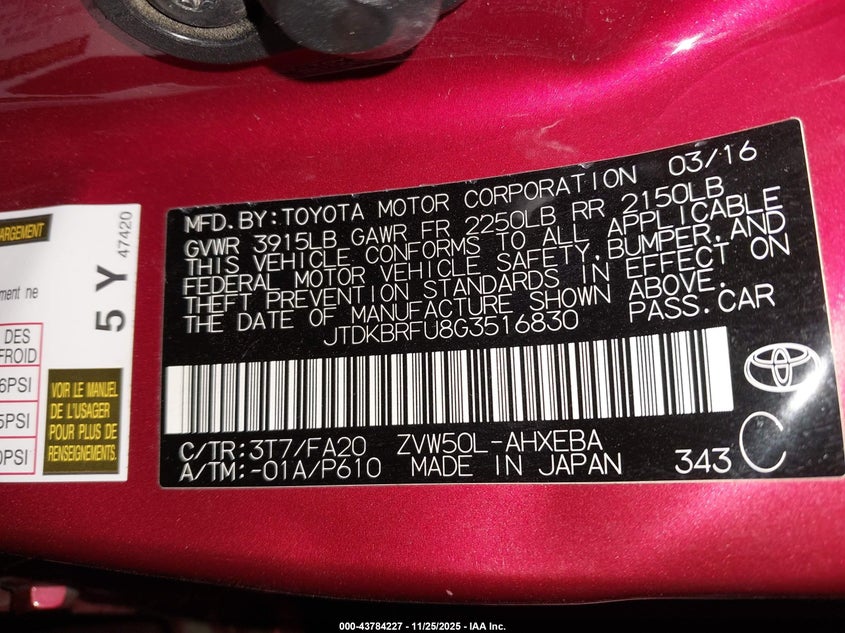 ARGEMENT
ment ne
DES
FROID
6PSI
5PSI
0PSI
5 Y
47420
VOIR LE MANUEL
DE L'USAGER
POUR PLUS DE
RENSEIGNEMENTS.
MFD. BY: TOYOTA MOTOR CORPORATION 03/16
GVWR 3915LB GAWR FR 2250LB RR 2150LB
THIS VEHICLE CONFORMS TO ALL APPLICABLE
FEDERAL MOTOR VEHICLE SAFETY, BUMPER, AND
THEFT PREVENTION STANDARDS IN EFFECT ON
THE DATE OF MANUFACTURE SHOWN ABOVE.
JTDKBRFU8G3516830 PASS. CAR
C/TR: 3T7/FA20 ZVW50L-AHXEBA
A/TM: -01A/P610 MADE IN JAPAN 343 C
000-43784227 - 11/25/2025 - IAA Inc.